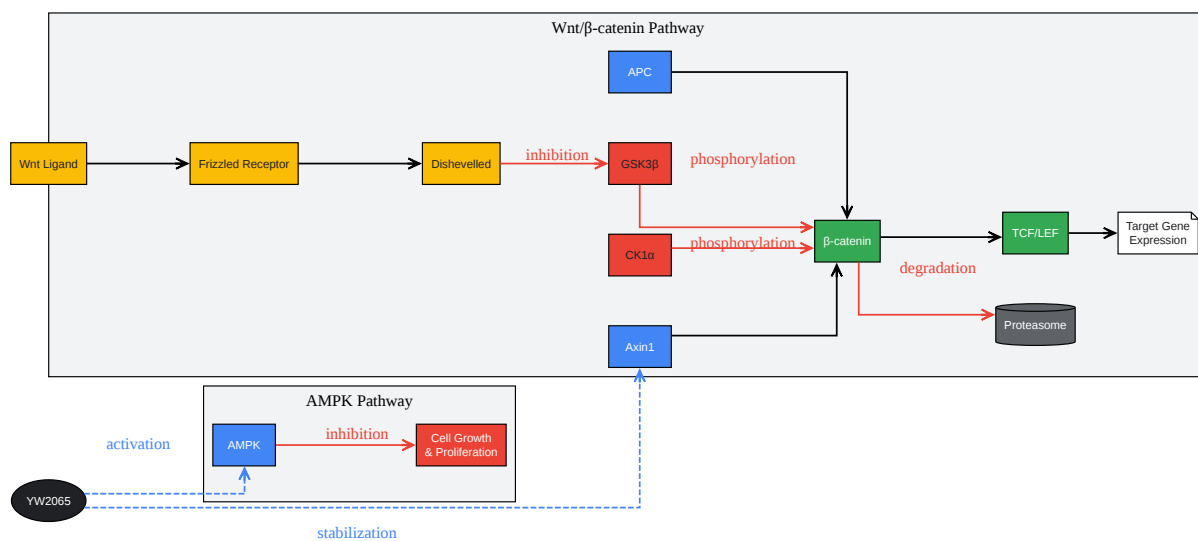 Wnt/β-catenin Pathway
APC
Wnt Ligand
Frizzled Receptor
Dishevelled
inhibition
GSK3β
phosphorylation
CK1α
phosphorylation
β-catenin
TCF/LEF
Target Gene
Expression
degradation
Proteasome
Axin1
AMPK Pathway
activation
AMPK
inhibition
Cell Growth
& Proliferation
YW2065
stabilization